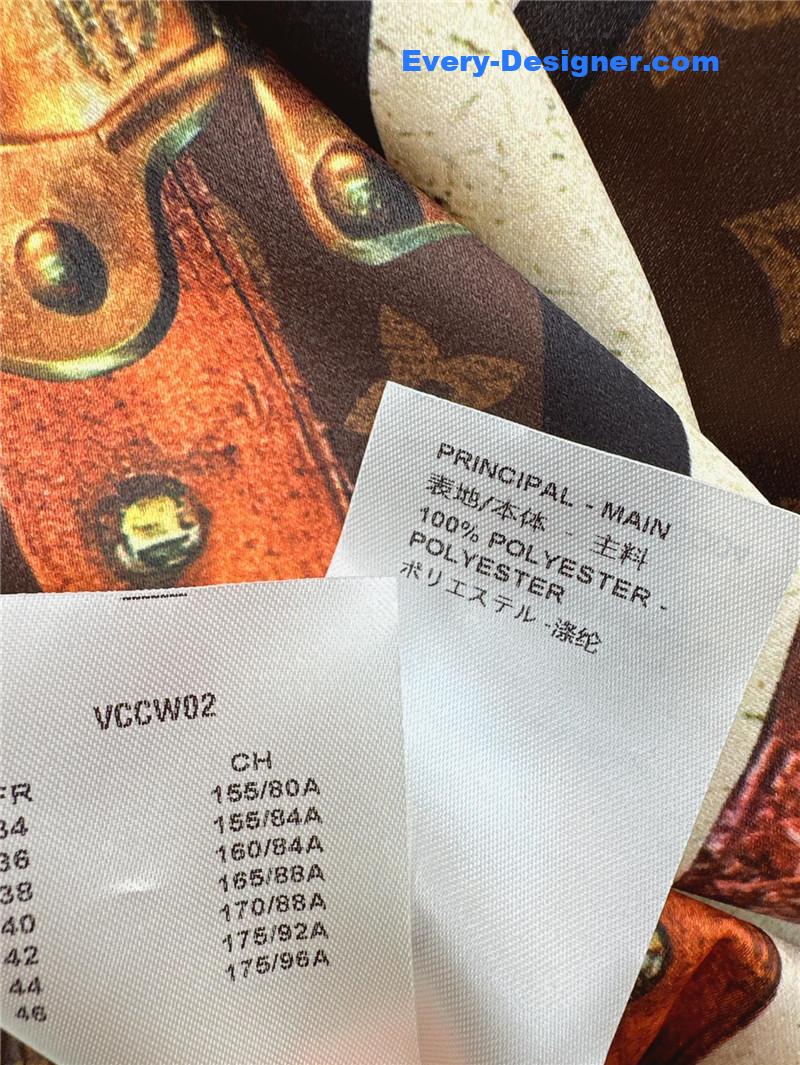 Every-Designer.com
PRINCIPAL - MAIN
表地/本体 - 主料
100% POLYESTER -
POLYESTER
ポリエステル -涤纶
VCCW02
FR CH
34 155/80A
36 155/84A
38 160/84A
40 165/88A
42 170/88A
44 175/92A
46 175/96A